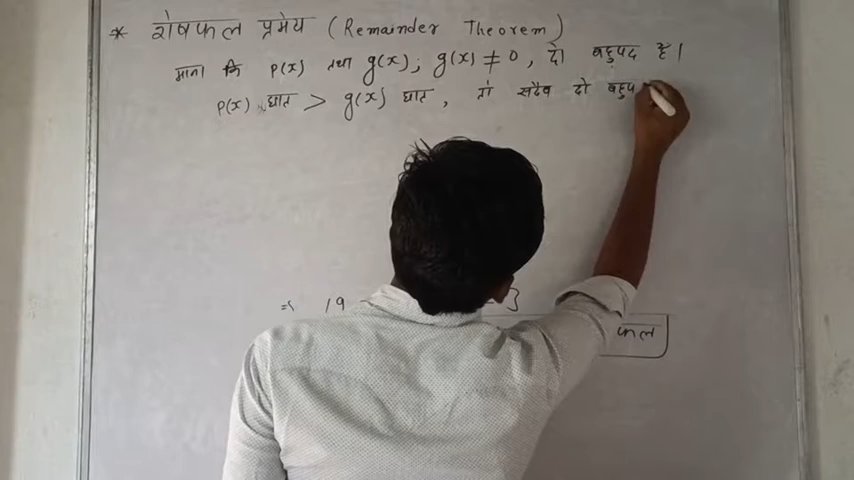 * शेषफल प्रमेय (Remainder Theorem)
माना कि p(x) तथा g(x); g(x) ≠ 0, दो बहुपद है।
p(x) घात > g(x) घात, तो सदैव दो बहुप
=> 19
फल